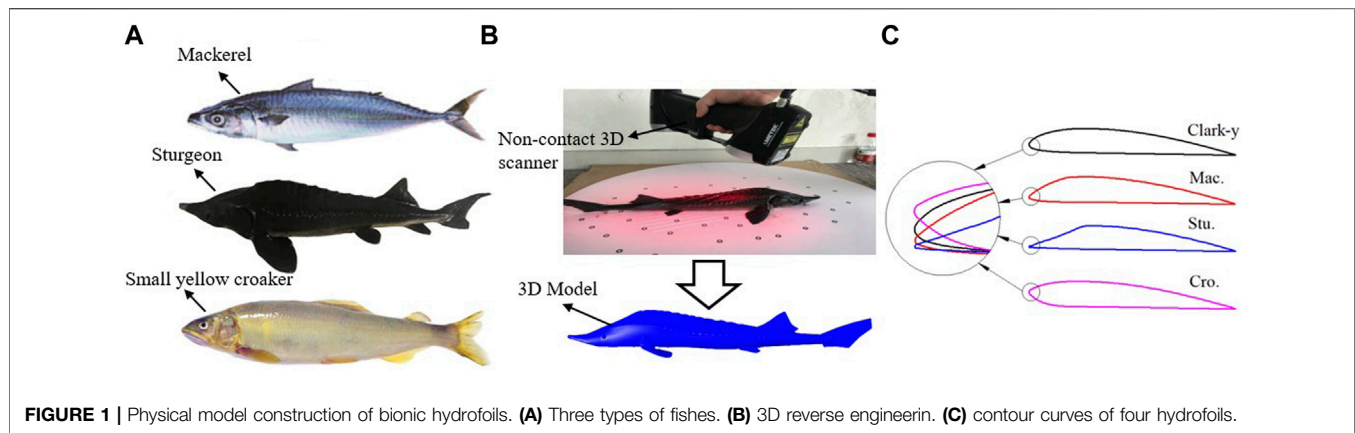 A
Mackerel
Sturgeon
Small yellow croaker
B
Non-contact 3D
scanner
3D Model
C
Clark-y
Mac.
Stu.
Cro.
FIGURE 1 | Physical model construction of bionic hydrofoils. (A) Three types of fishes. (B) 3D reverse engineerin. (C) contour curves of four hydrofoils.